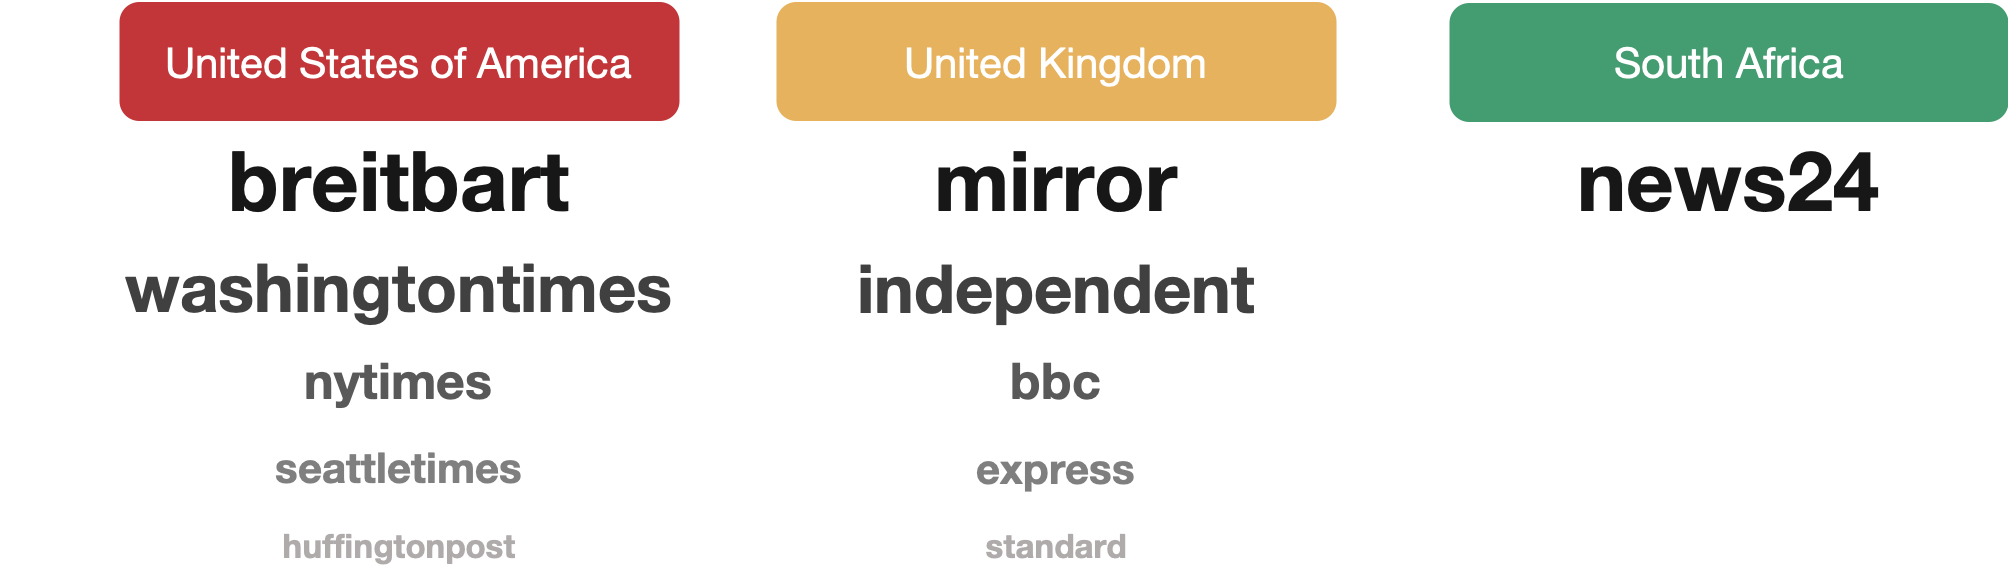 United States of America
breitbart
washingtontimes
nytimes
seattletimes
huffingtonpost
United Kingdom
mirror
independent
bbc
express
standard
South Africa
news24